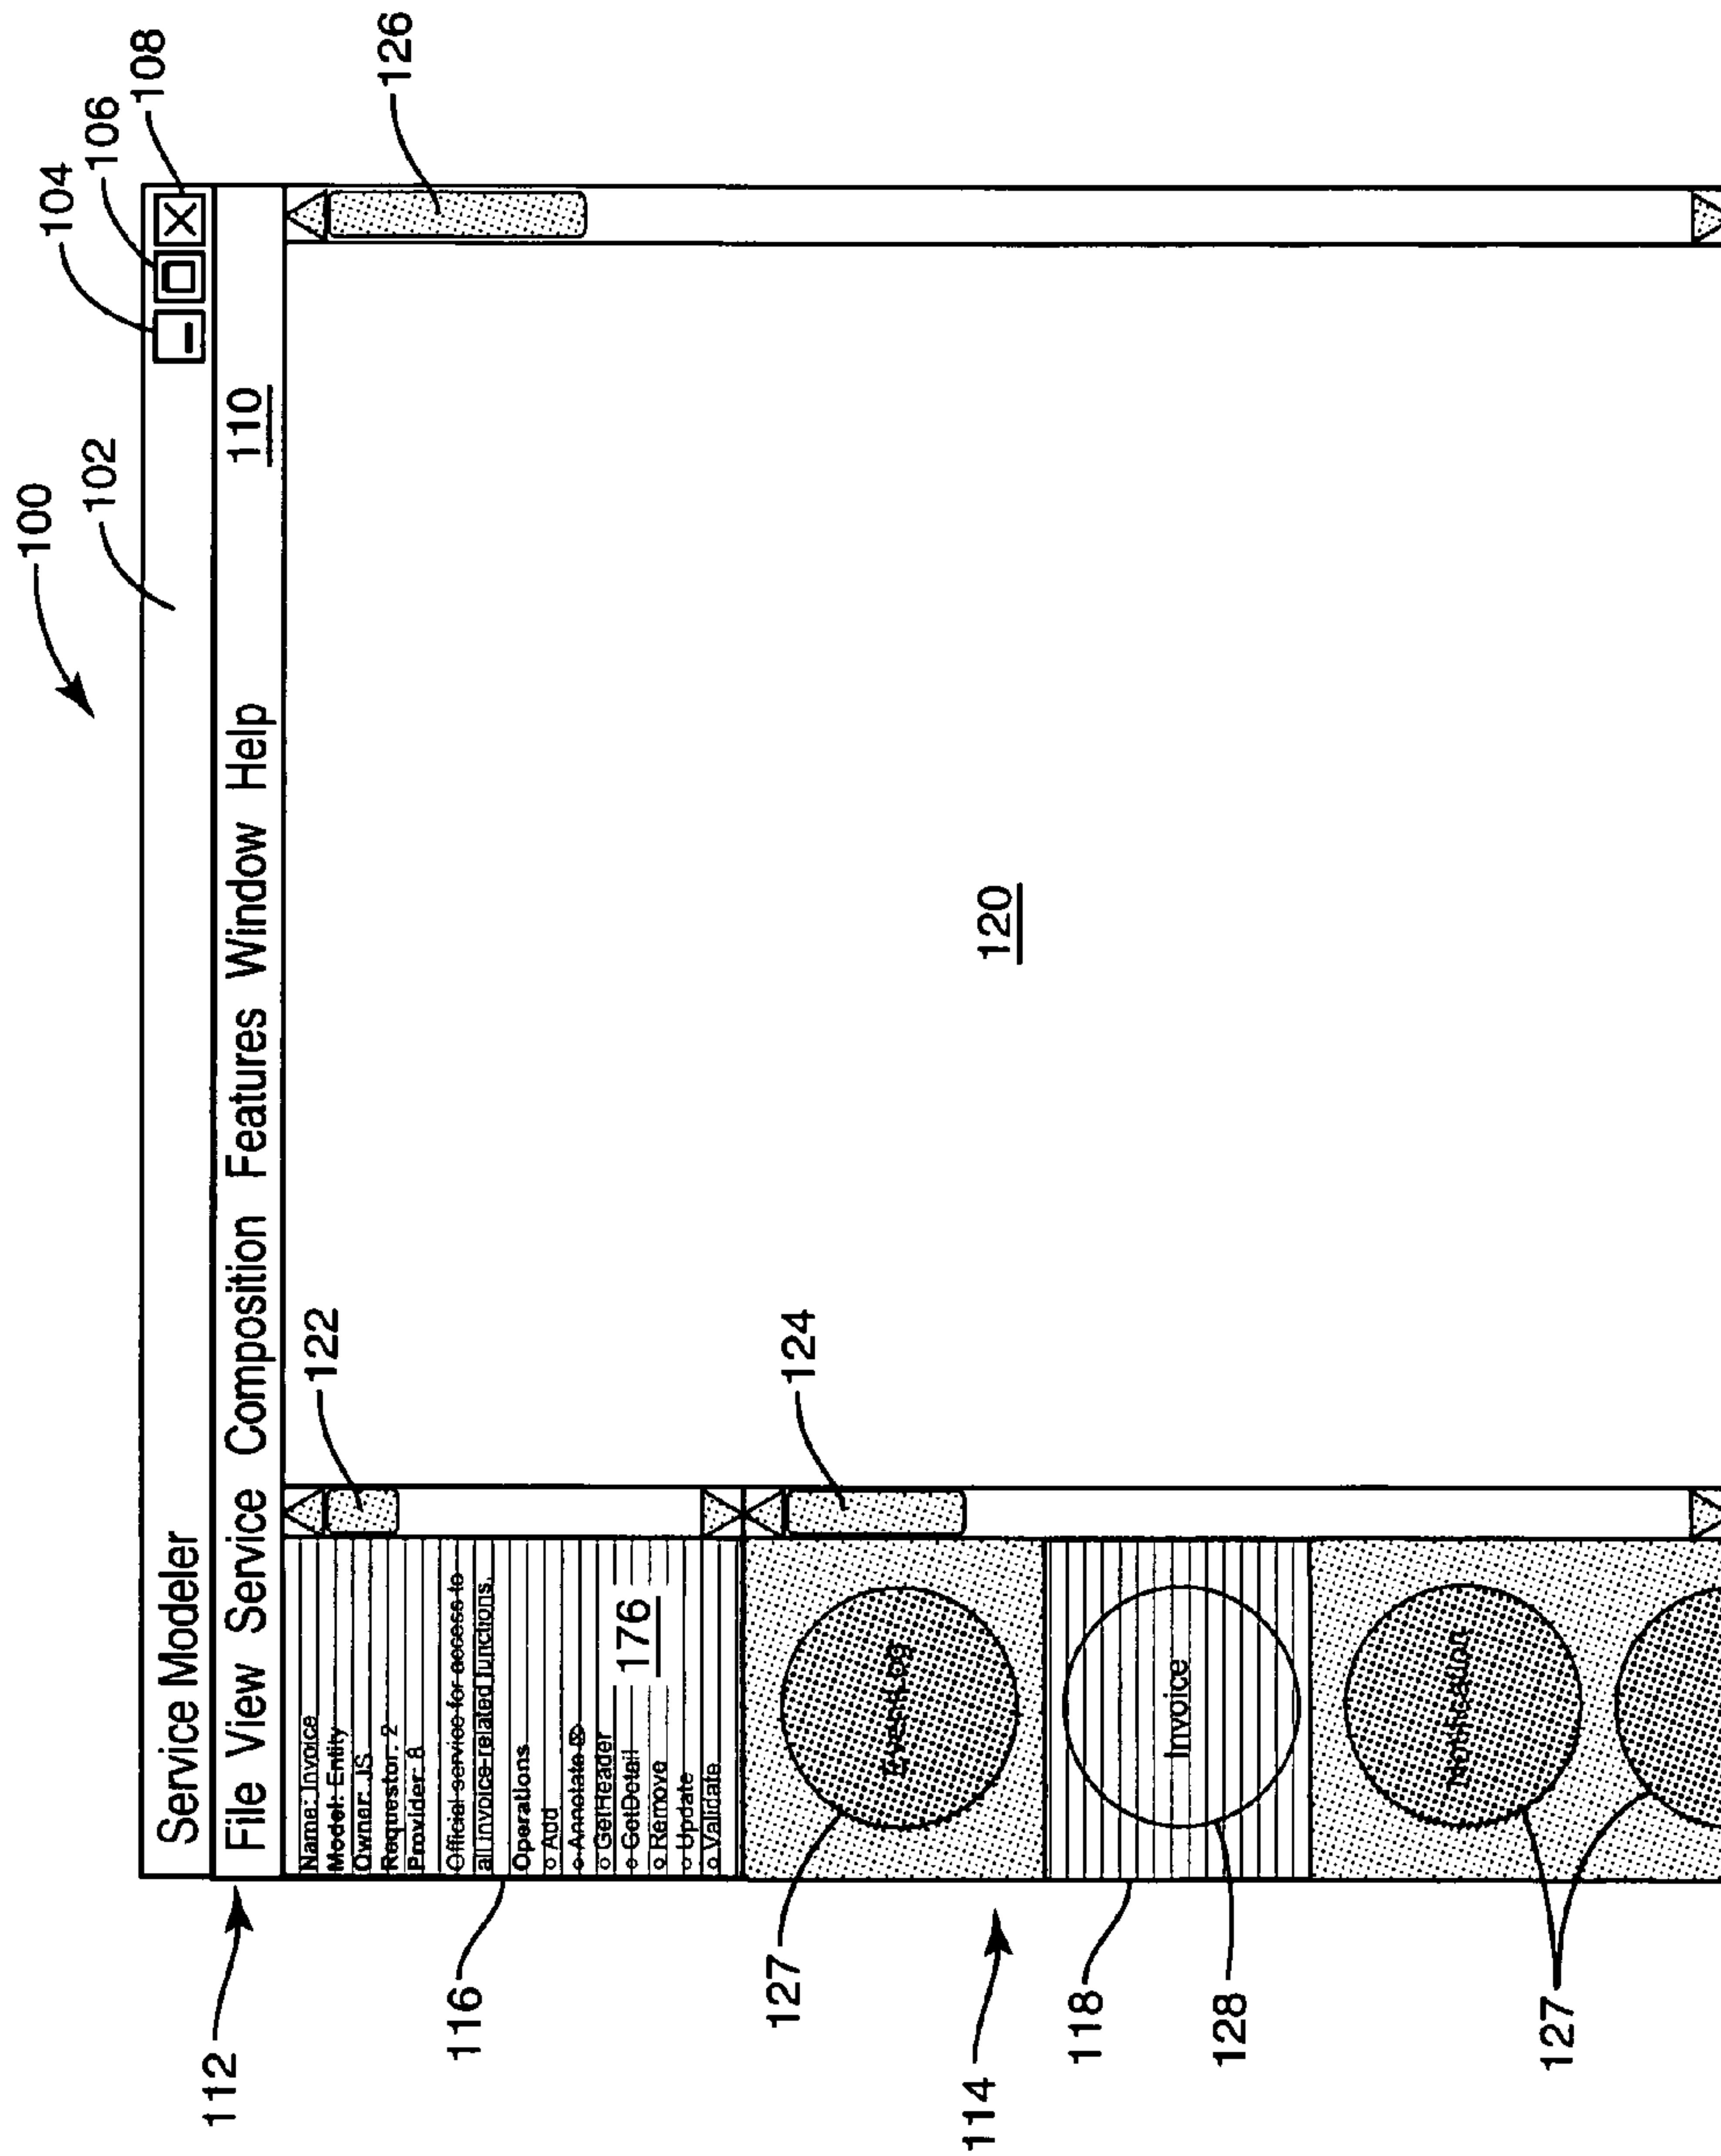 100
102
104
106
108
Service Modeler
112
File View Service Composition Features Window Help
110
126
122
116
Name: Invoice
Model: Entity
Owner: JS
Requestor: 2
Provider: 8
Official service for access to
all invoice-related functions.
Operations
o Add
o Annotate ⊗
o GetHeader
o GetDetail
o Remove
o Update
o Validate
176
124
120
127
EventLog
114
118
Invoice
128
Notification
127